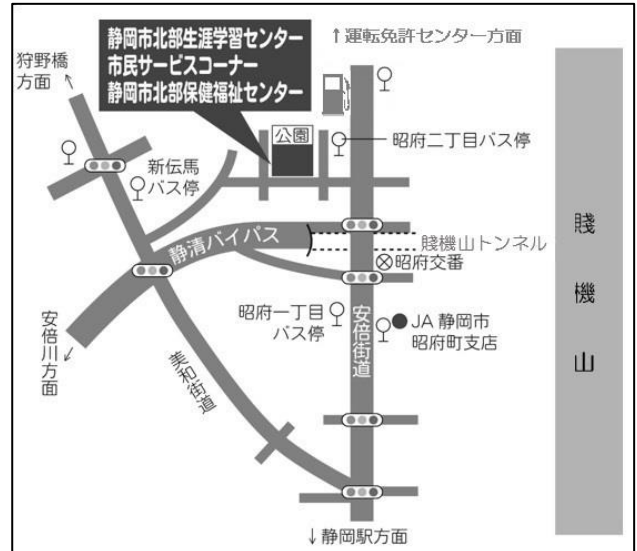 静岡市北部生涯学習センター
市民サービスコーナー
静岡市北部保健福祉センター
↑運転免許センター方面
狩野橋
方面
公園
昭府二丁目バス停
新伝馬
バス停
静清バイパス
賤機山トンネル
昭府交番
安倍川方面
昭府一丁目
バス停
安倍街道
JA 静岡市
昭府町支店
美和街道
賤機山
↓静岡駅方面